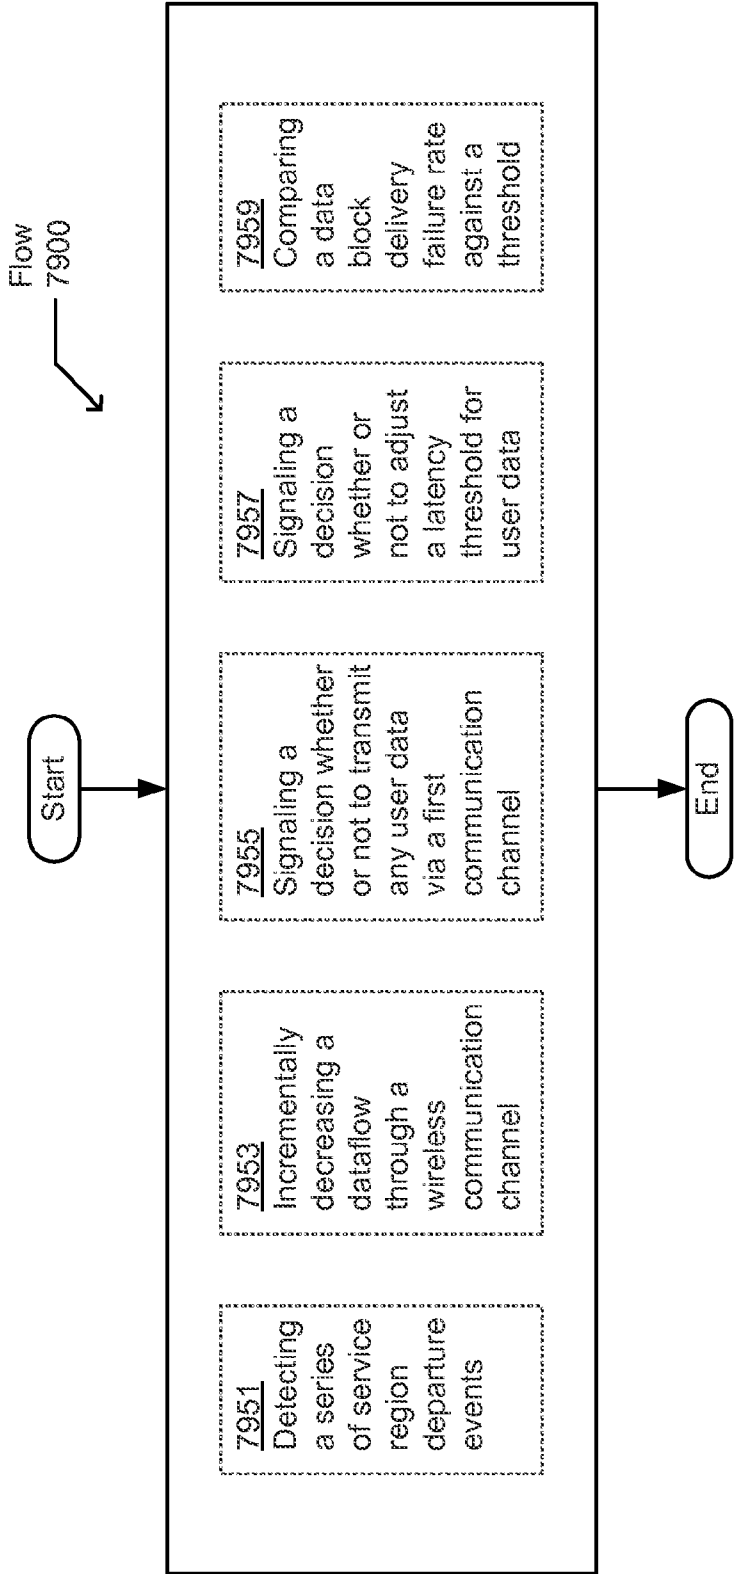 Flow
7900
Start
7951
Detecting
a series
of service
region
departure
events
7953
Incrementally
decreasing a
dataflow
through a
wireless
communication
channel
7955
Signaling a
decision whether
or not to transmit
any user data
via a first
communication
channel
7957
Signaling a
decision
whether or
not to adjust
a latency
threshold for
user data
7959
Comparing
a data
block
delivery
failure rate
against a
threshold
End